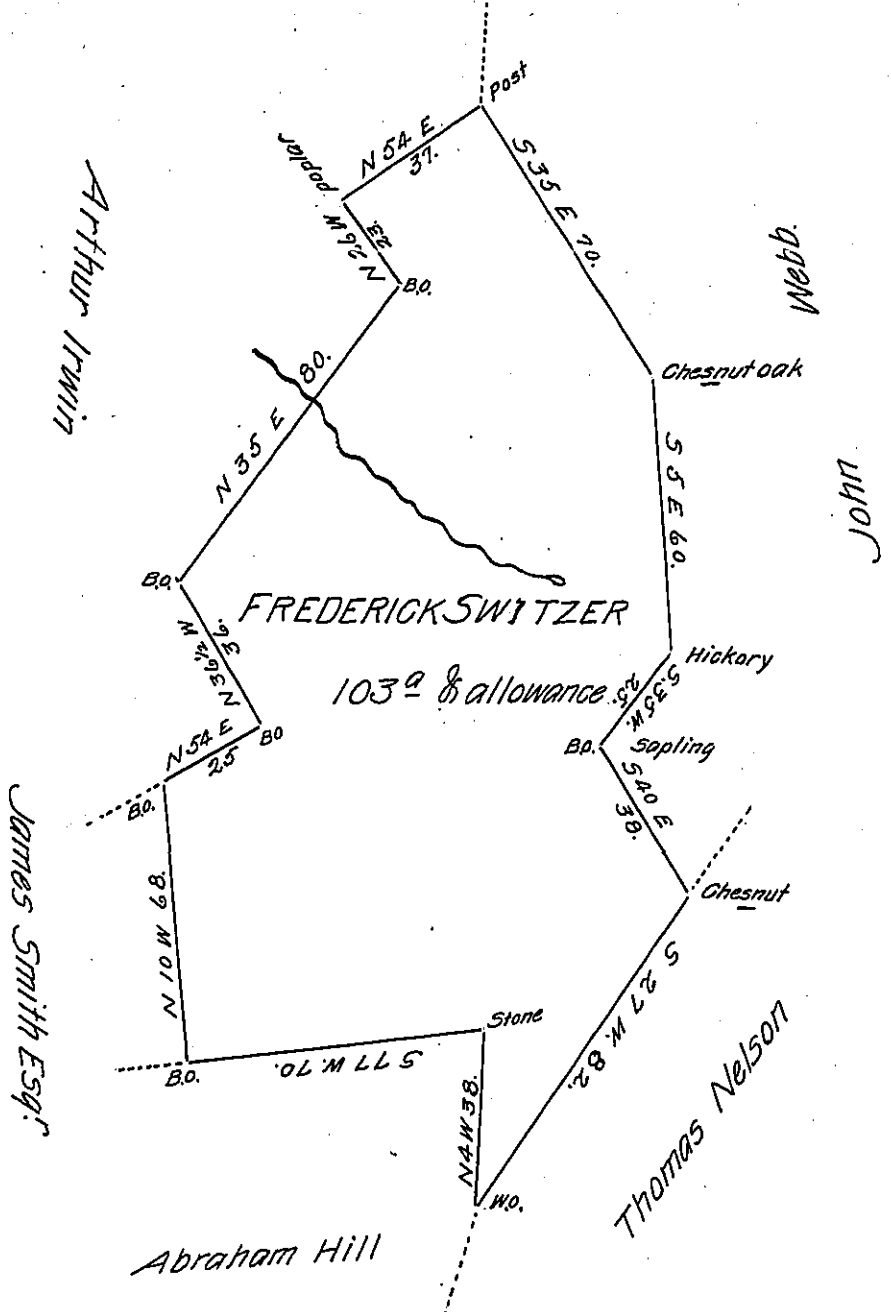 Post
N 54 E.
37.
poplar
N 26 W
23.
B.O.
S 35 E 70.
Webb
John
Chesnut oak
Arthur Irwin
N 35 E 80.
S 5 E 60.
B.O.
FREDERICK SWITZER
103 a & allowance.
Hickory
S 35 W.
25.
B.O. Sapling
N 36½ W
36.
BO
N 54 E
25
B.O.
S 40 E
38.
Chesnut
James Smith Esqr.
N 10 W 68.
Stone
S 77 W. 70.
B.O.
N 4 W 38.
S 27 W. 82.
W.O.
Thomas Nelson
Abraham Hill